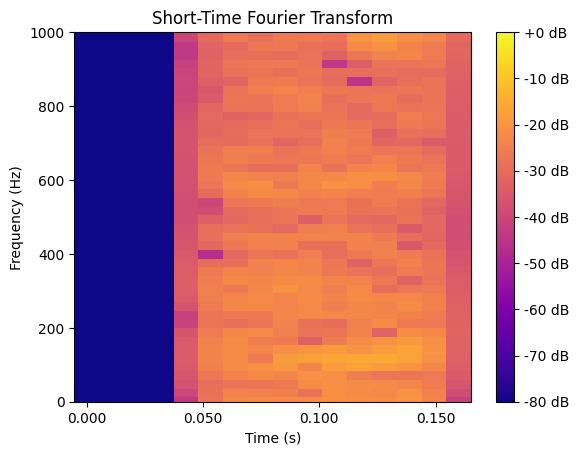 Short-Time Fourier Transform
1000
800
600
400
200
0
Frequency (Hz)
0.000
0.050
0.100
0.150
Time (s)
+0 dB
-10 dB
-20 dB
-30 dB
-40 dB
-50 dB
-60 dB
-70 dB
-80 dB